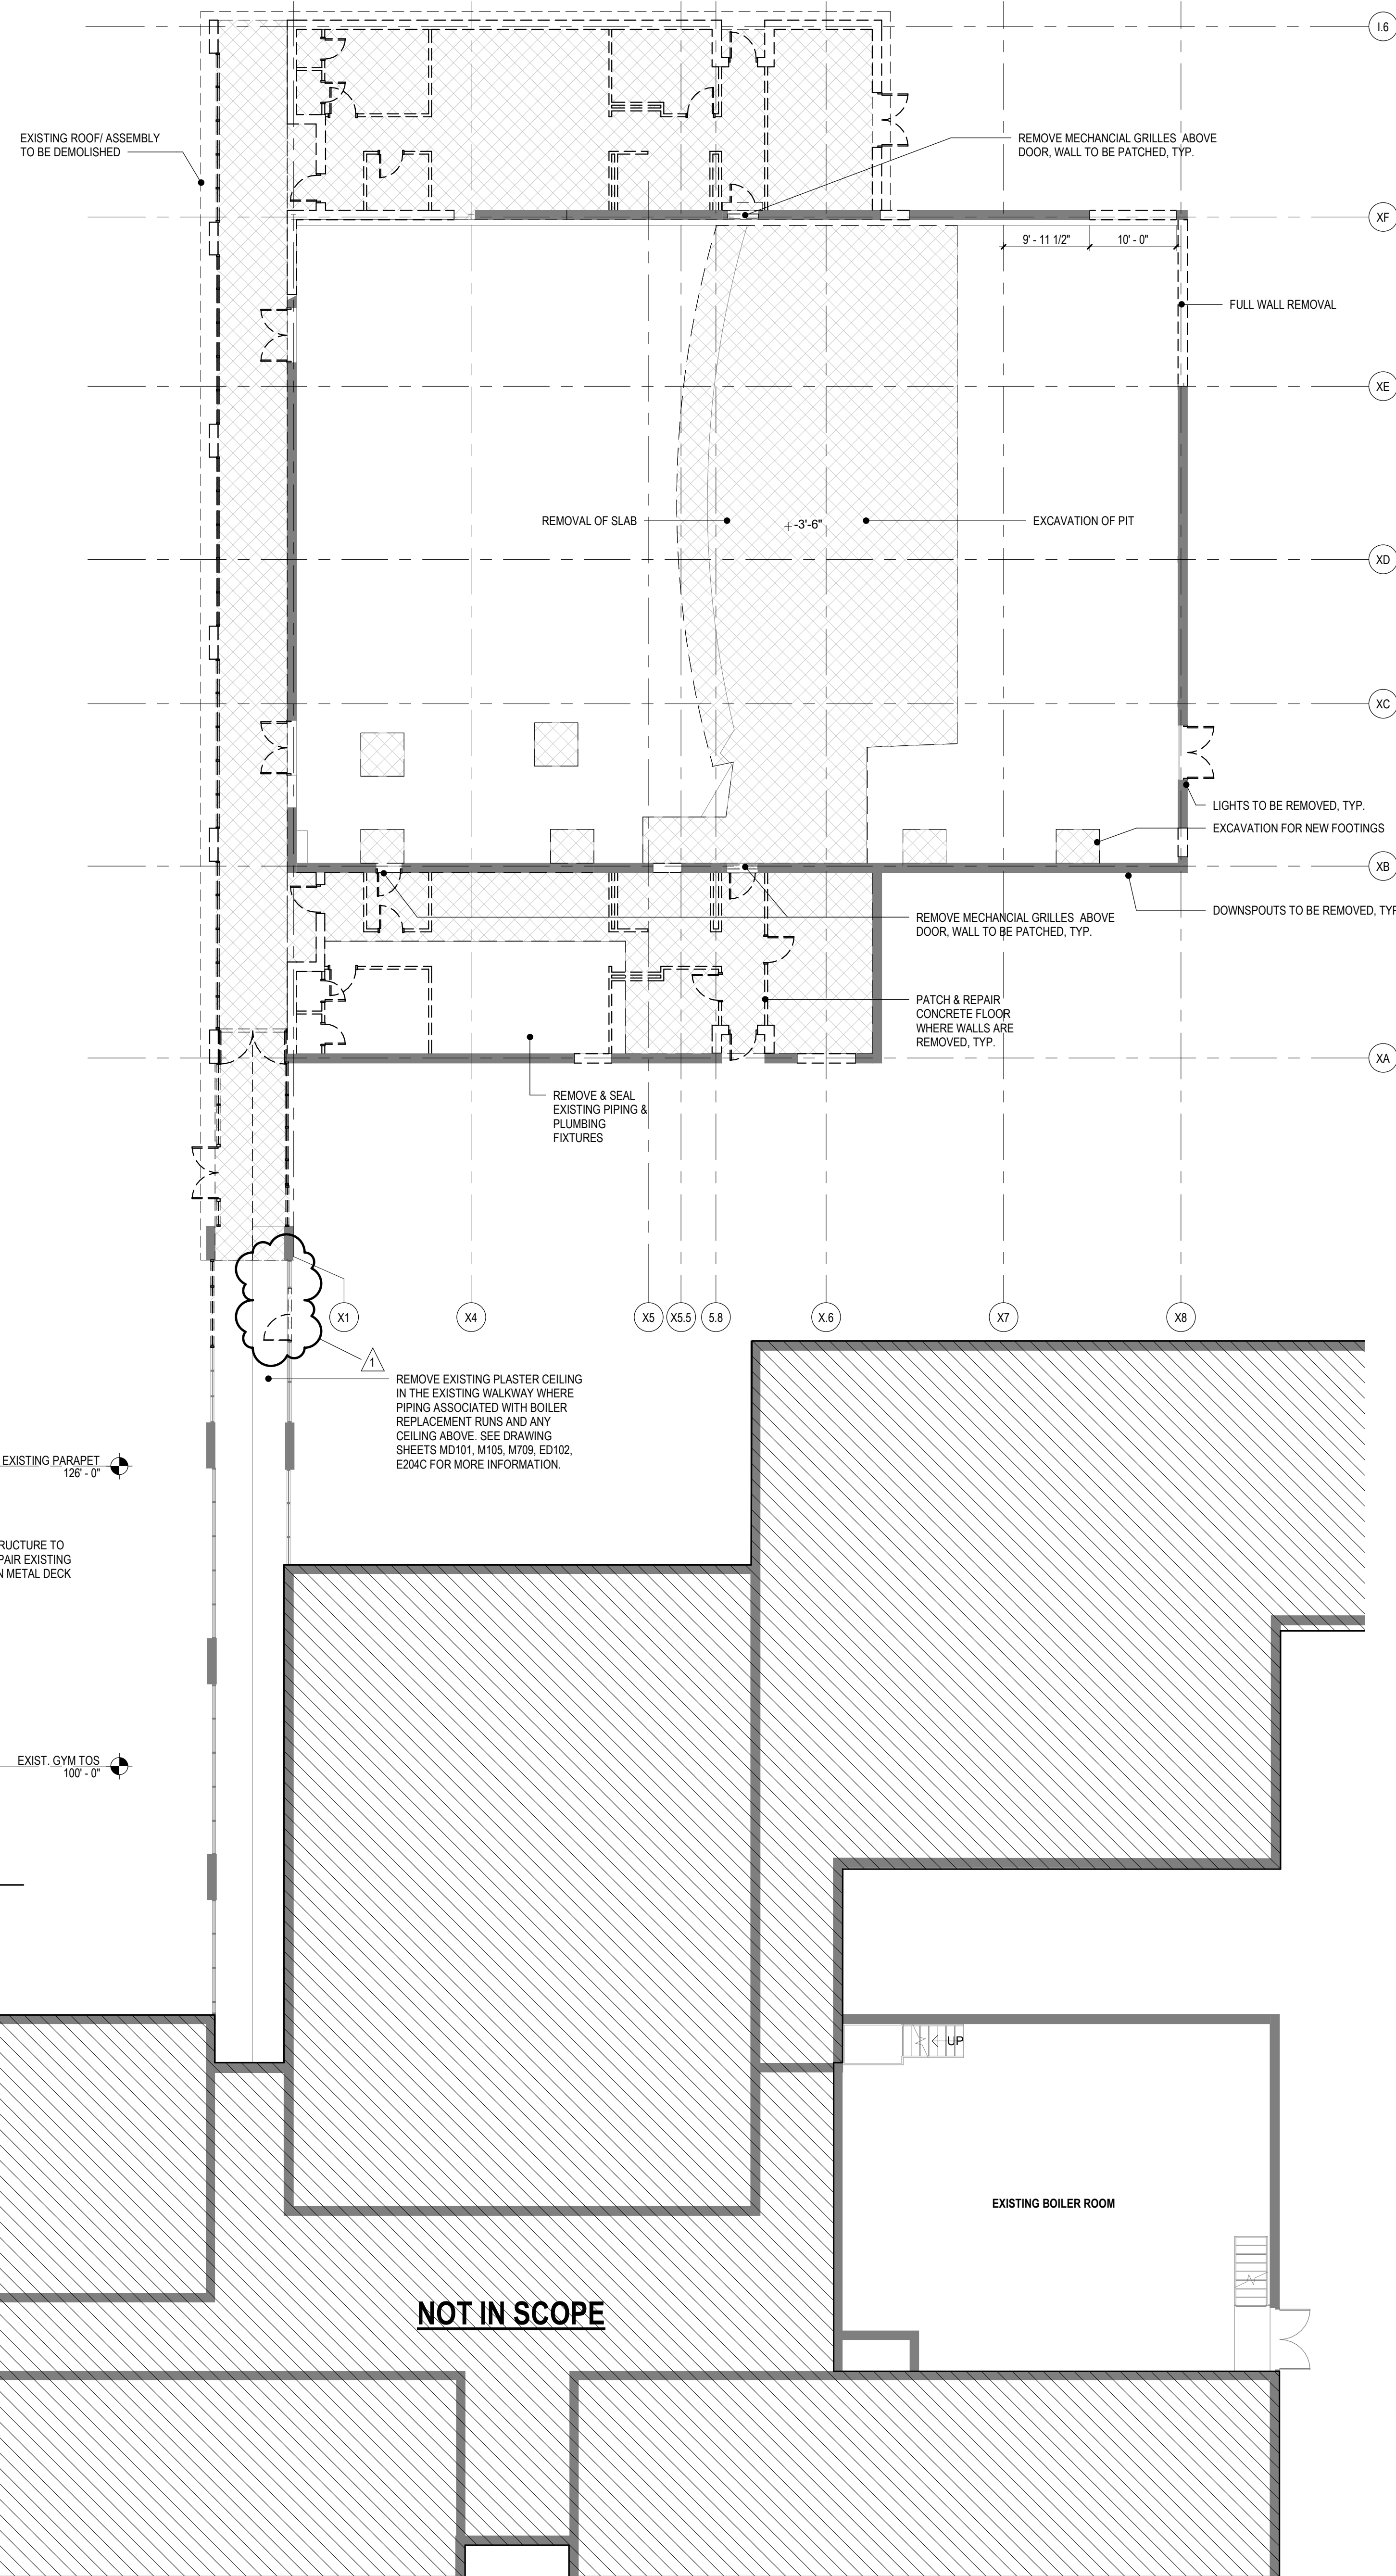 I.6
EXISTING ROOF/ ASSEMBLY
TO BE DEMOLISHED
REMOVE MECHANCIAL GRILLES ABOVE
DOOR, WALL TO BE PATCHED, TYP.
XF
9' - 11 1/2"
10' - 0"
FULL WALL REMOVAL
XE
REMOVAL OF SLAB
-3'-6"
EXCAVATION OF PIT
XD
XC
LIGHTS TO BE REMOVED, TYP.
EXCAVATION FOR NEW FOOTINGS
XB
DOWNSPOUTS TO BE REMOVED, TYP
REMOVE MECHANCIAL GRILLES ABOVE
DOOR, WALL TO BE PATCHED, TYP.
PATCH & REPAIR
CONCRETE FLOOR
WHERE WALLS ARE
REMOVED, TYP.
XA
REMOVE & SEAL
EXISTING PIPING &
PLUMBING
FIXTURES
X1
X4
X5
X5.5
5.8
X.6
X7
X8
1
REMOVE EXISTING PLASTER CEILING
IN THE EXISTING WALKWAY WHERE
PIPING ASSOCIATED WITH BOILER
REPLACEMENT RUNS AND ANY
CEILING ABOVE. SEE DRAWING
SHEETS MD101, M105, M709, ED102,
E204C FOR MORE INFORMATION.
EXISTING PARAPET
126' - 0"
RUCTURE TO
PAIR EXISTING
N METAL DECK
EXIST. GYM TOS
100' - 0"
UP
EXISTING BOILER ROOM
NOT IN SCOPE